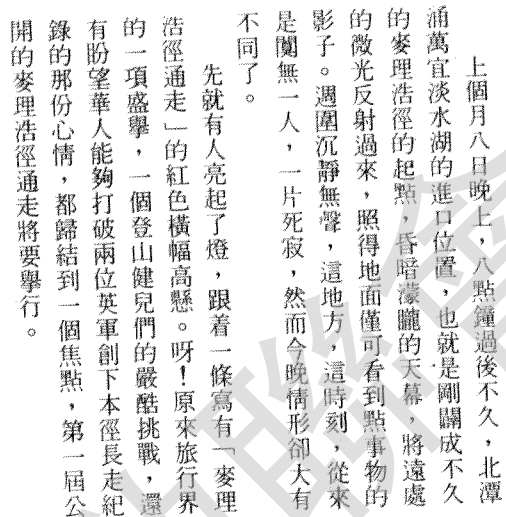 上個月八日晚上，八點鐘過後不久，北潭
涌萬宜淡水湖的進口位置，也就是剛闢成不久
的麥理浩徑的起點，昏暗濛朧的天幕，將遠處
的微光反射過來，照得地面僅可看到點事物的
影子。週圍沉靜無聲，這地方，這時刻，從來
是闃無一人，一片死寂，然而今晚情形卻大有
不同了。
先就有人亮起了燈，跟着一條寫有「麥理
浩徑通走」的紅色橫幅高懸。呀！原來旅行界
的一項盛擧，一個登山健兒們的嚴酷挑戰，還
有盼望華人能夠打破兩位英軍創下本徑長走紀
錄的那份心情，都歸結到一個焦點，第一屆公
開的麥理浩徑通走將要擧行。